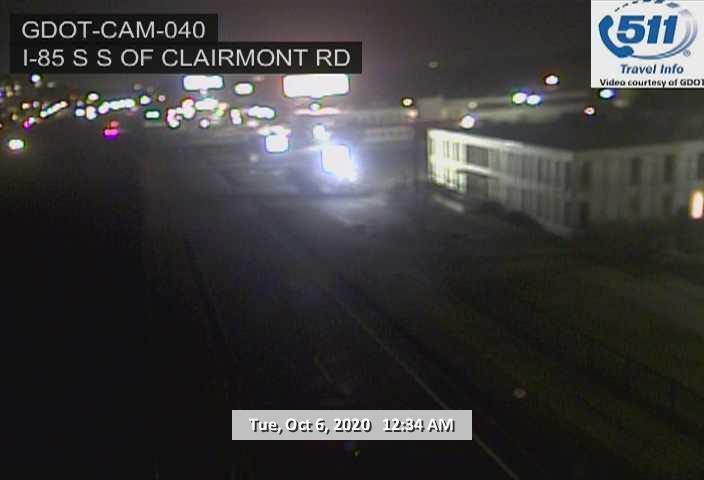 GDOT-CAM-040
I-85 S S OF CLAIRMONT RD
511
Travel Info
Video courtesy of GDOT
Tue, Oct 6, 2020 12:34 AM